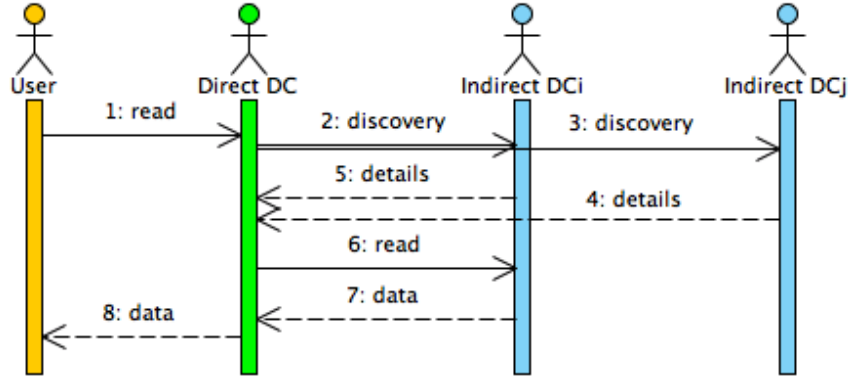 User Direct DC Indirect DCi Indirect DCj
1: read
2: discovery
3: discovery
5: details
4: details
6: read
7: data
8: data